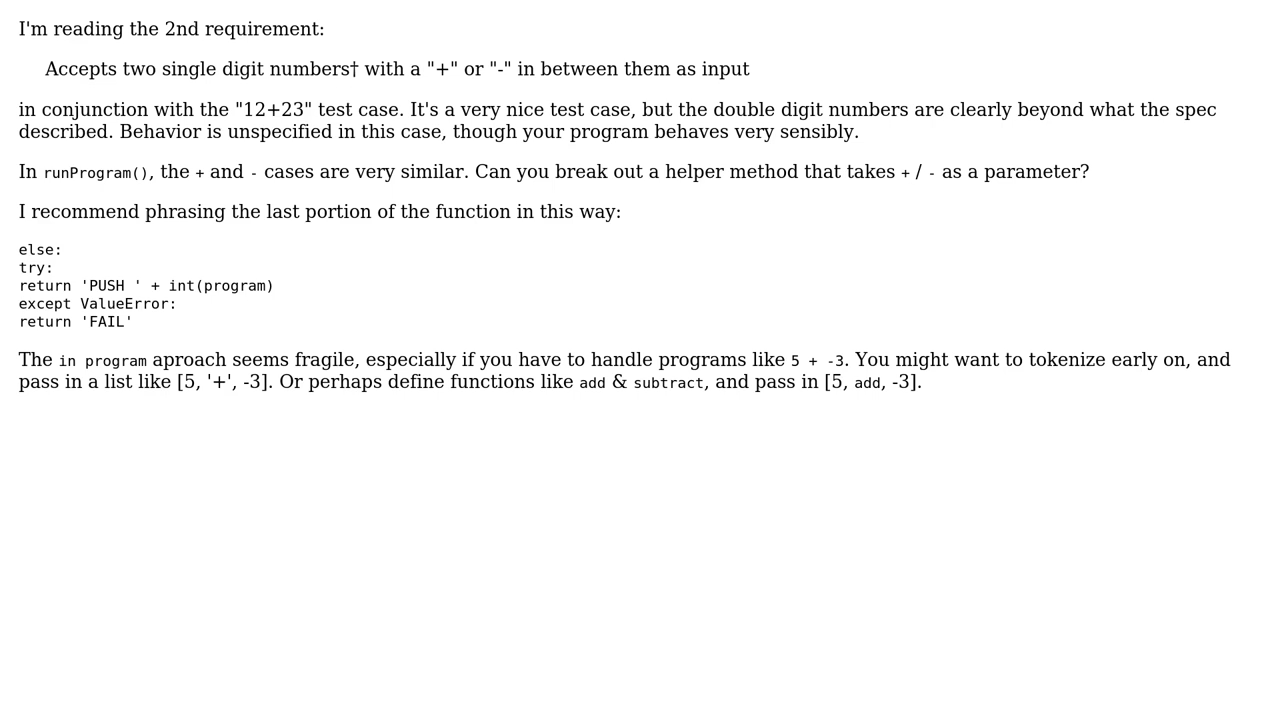 I'm reading the 2nd requirement:
Accepts two single digit numbers† with a "+" or "-" in between them as input
in conjunction with the "12+23" test case. It's a very nice test case, but the double digit numbers are clearly beyond what the spec
described. Behavior is unspecified in this case, though your program behaves very sensibly.
In runProgram(), the + and - cases are very similar. Can you break out a helper method that takes + / - as a parameter?
I recommend phrasing the last portion of the function in this way:
else:
try:
return 'PUSH ' + int(program)
except ValueError:
return 'FAIL'
The in program aproach seems fragile, especially if you have to handle programs like 5 + -3. You might want to tokenize early on, and
pass in a list like [5, '+', -3]. Or perhaps define functions like add & subtract, and pass in [5, add, -3].